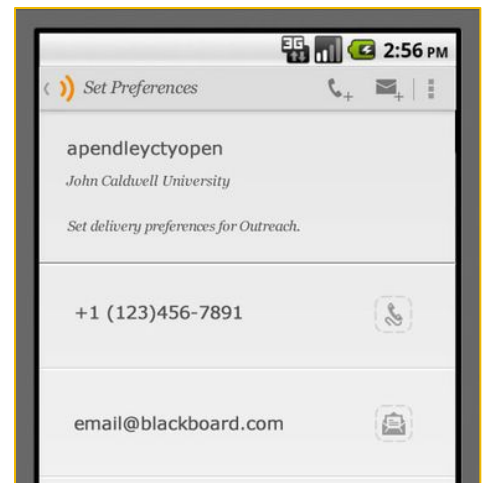 3G 2:56 PM
Set Preferences
apendleyctyopen
John Caldwell University
Set delivery preferences for Outreach.
+1 (123)456-7891
email@blackboard.com